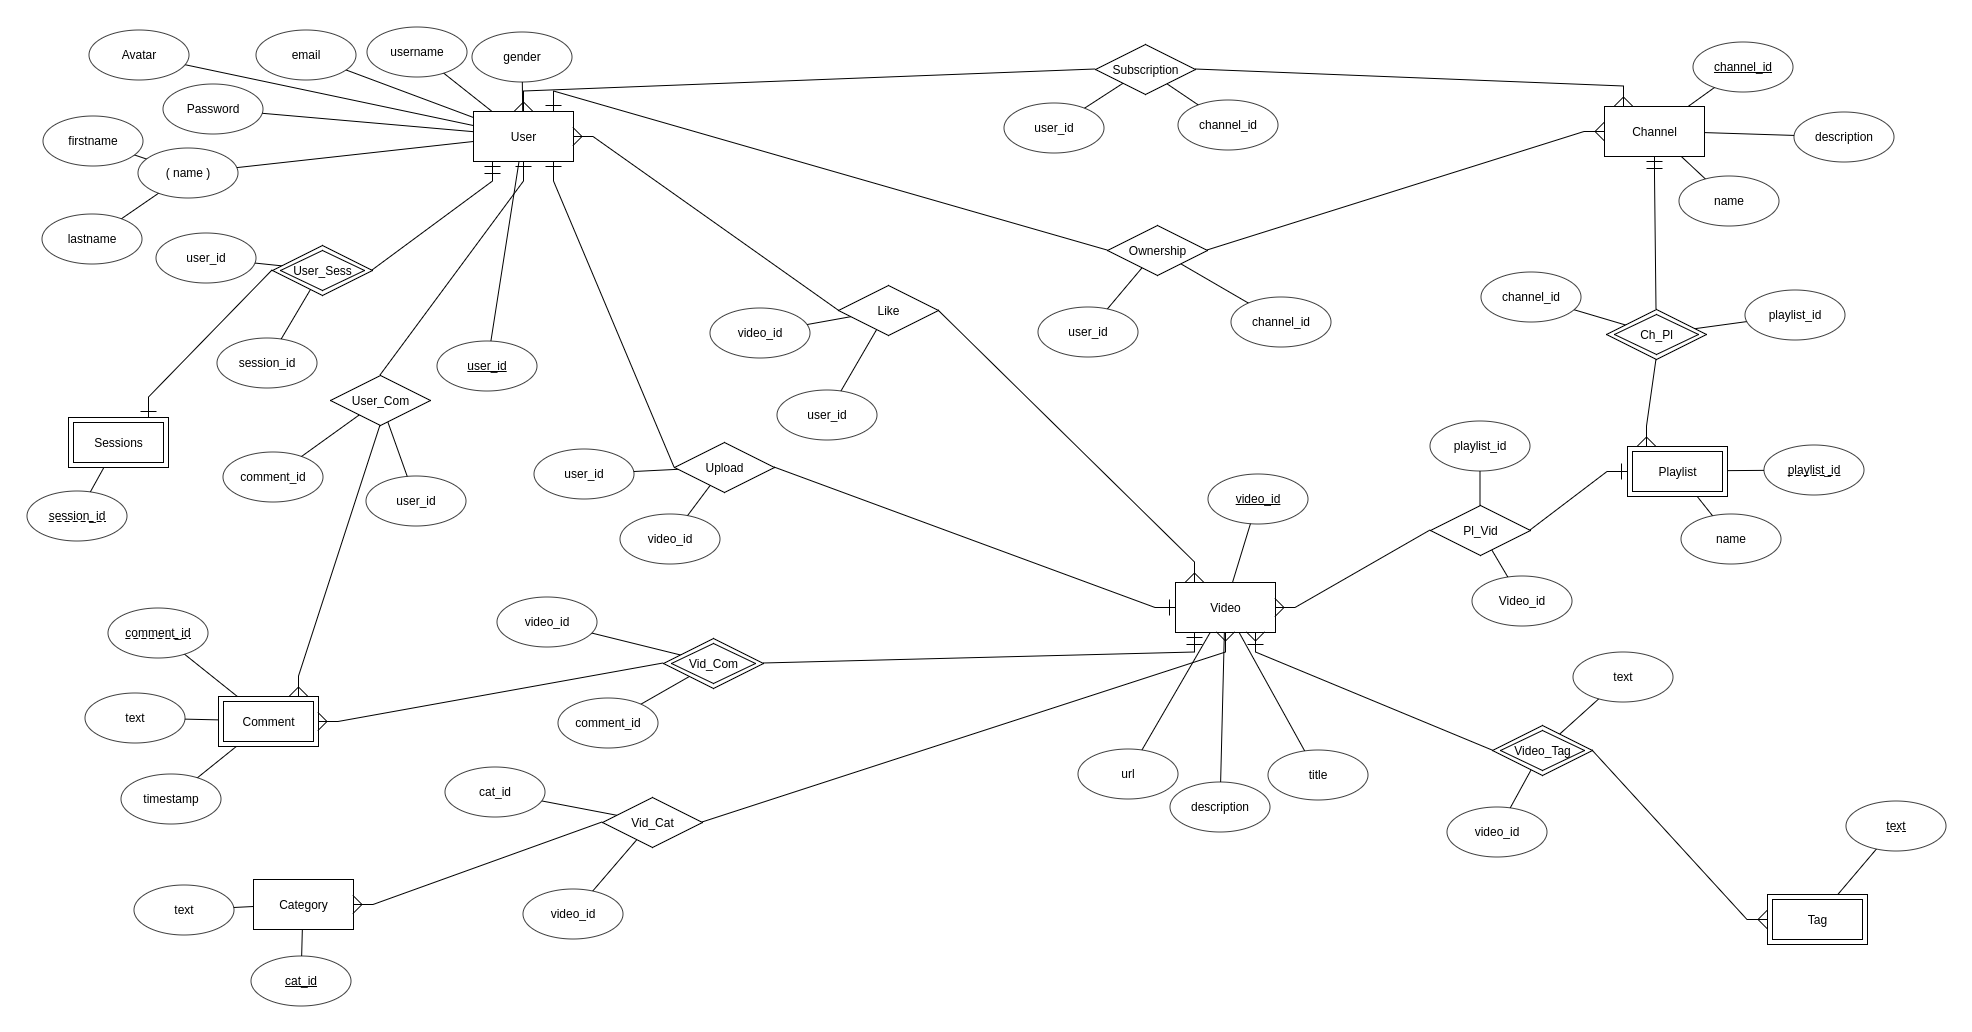 Avatar
email
username
gender
Subscription
channel_id
Password
user_id
channel_id
User
Channel
description
firstname
( name )
name
lastname
user_id
User_Sess
Ownership
channel_id
playlist_id
Like
video_id
user_id
channel_id
Ch_Pl
session_id
user_id
User_Com
user_id
Sessions
comment_id
user_id
playlist_id
user_id
Upload
Playlist
playlist_id
session_id
video_id
video_id
Pl_Vid
name
Video
Video_id
comment_id
video_id
Vid_Com
text
text
Comment
comment_id
timestamp
url
title
description
Video_Tag
cat_id
Vid_Cat
video_id
text
text
Category
video_id
Tag
cat_id